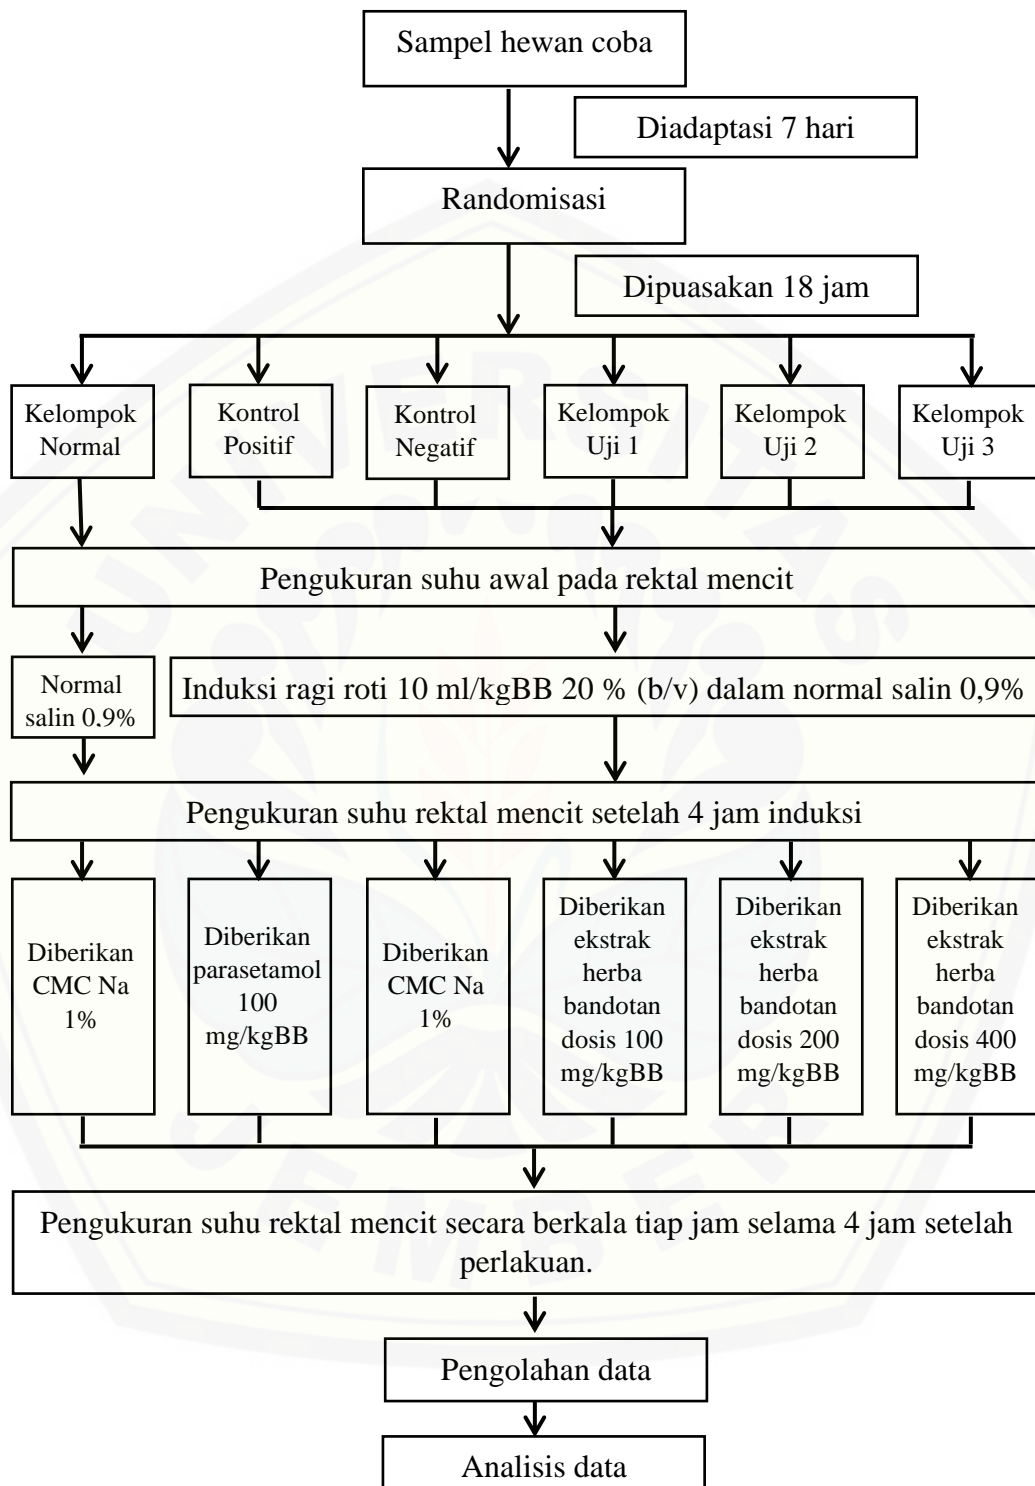 Sampel hewan coba
Diadaptasi 7 hari
Randomisasi
Dipuasakan 18 jam
Kelompok
Normal
Kontrol
Positif
Kontrol
Negatif
Kelompok
Uji 1
Kelompok
Uji 2
Kelompok
Uji 3
Pengukuran suhu awal pada rektal mencit
Normal
salin 0,9%
Induksi ragi roti 10 ml/kgBB 20 % (b/v) dalam normal salin 0,9%
Pengukuran suhu rektal mencit setelah 4 jam induksi
Diberikan
CMC Na
1%
Diberikan
parasetamol
100
mg/kgBB
Diberikan
CMC Na
1%
Diberikan
ekstrak
herba
bandotan
dosis 100
mg/kgBB
Diberikan
ekstrak
herba
bandotan
dosis 200
mg/kgBB
Diberikan
ekstrak
herba
bandotan
dosis 400
mg/kgBB
Pengukuran suhu rektal mencit secara berkala tiap jam selama 4 jam setelah
perlakuan.
Pengolahan data
Analisis data
UNIVERSITAS
JEMBER